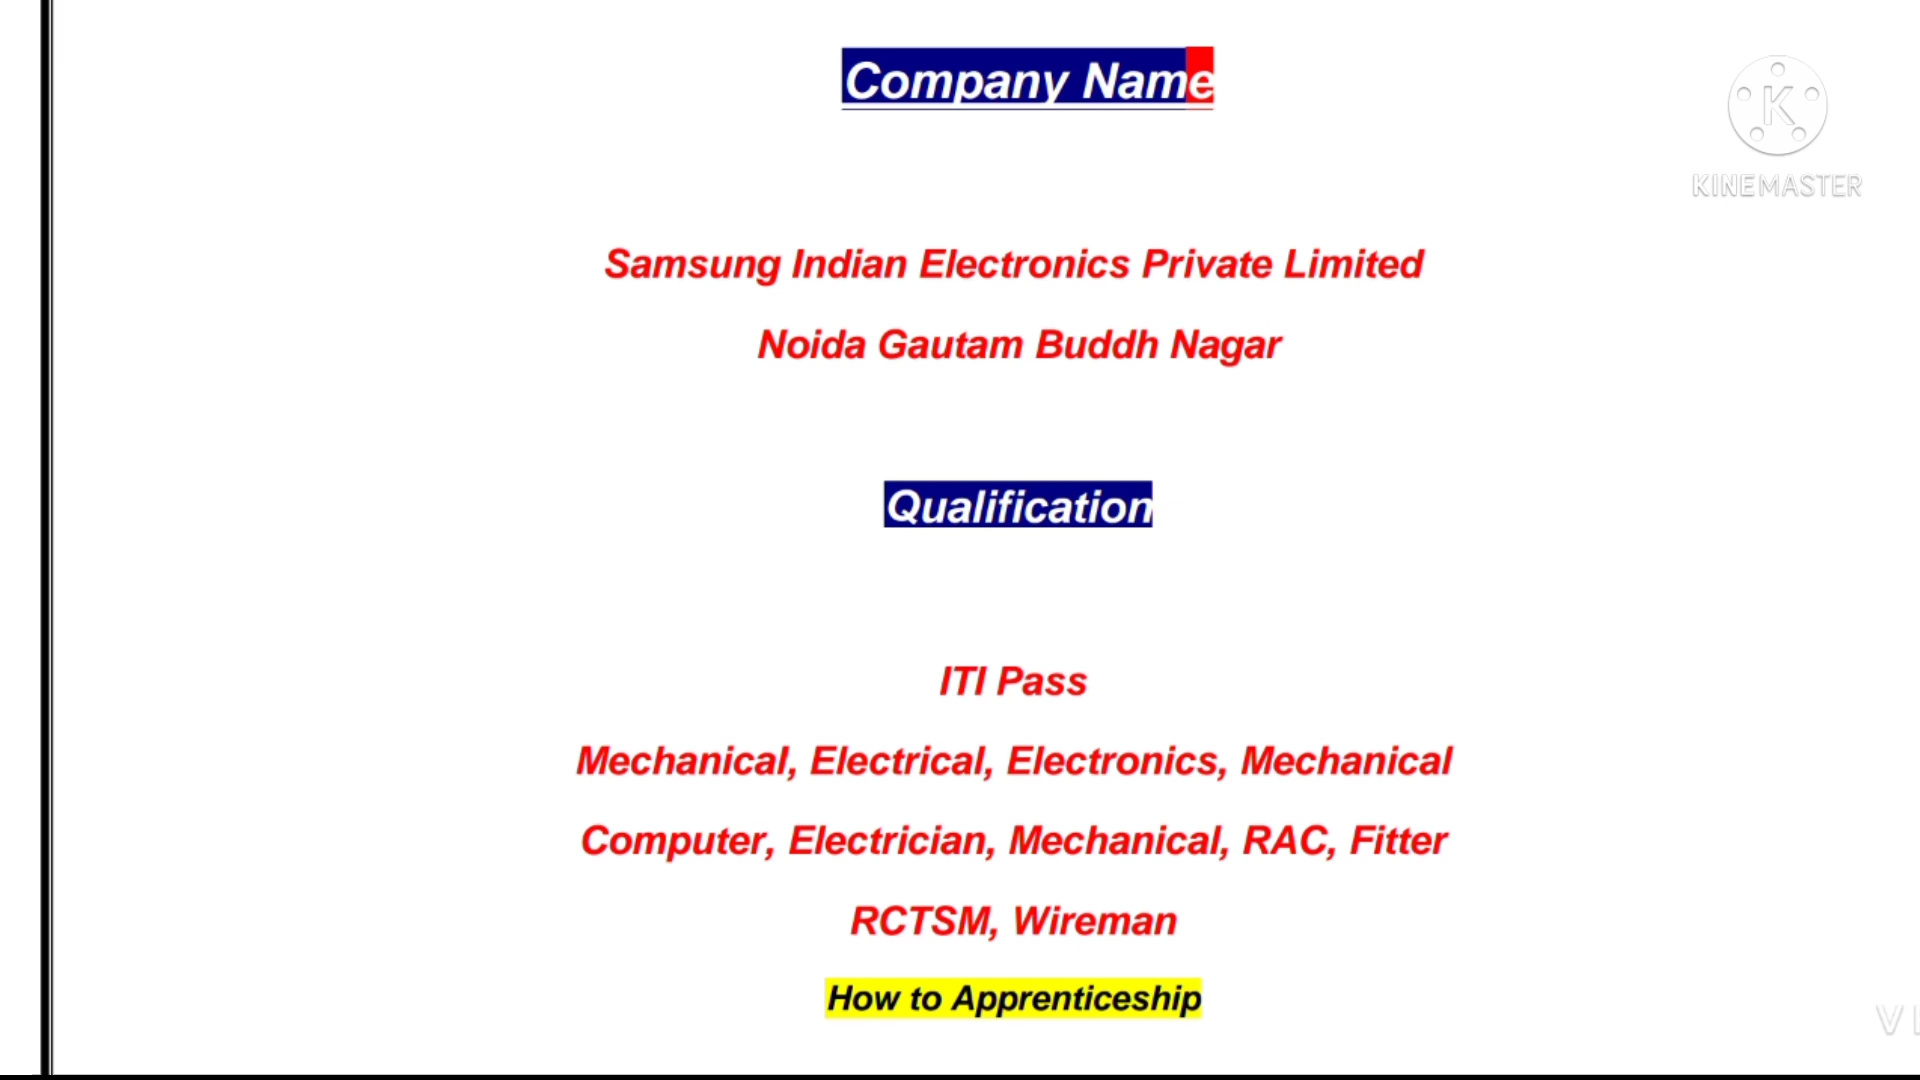 Company Name
KINEMASTER
Samsung Indian Electronics Private Limited
Noida Gautam Buddh Nagar
Qualification
ITI Pass
Mechanical, Electrical, Electronics, Mechanical
Computer, Electrician, Mechanical, RAC, Fitter
RCTSM, Wireman
How to Apprenticeship